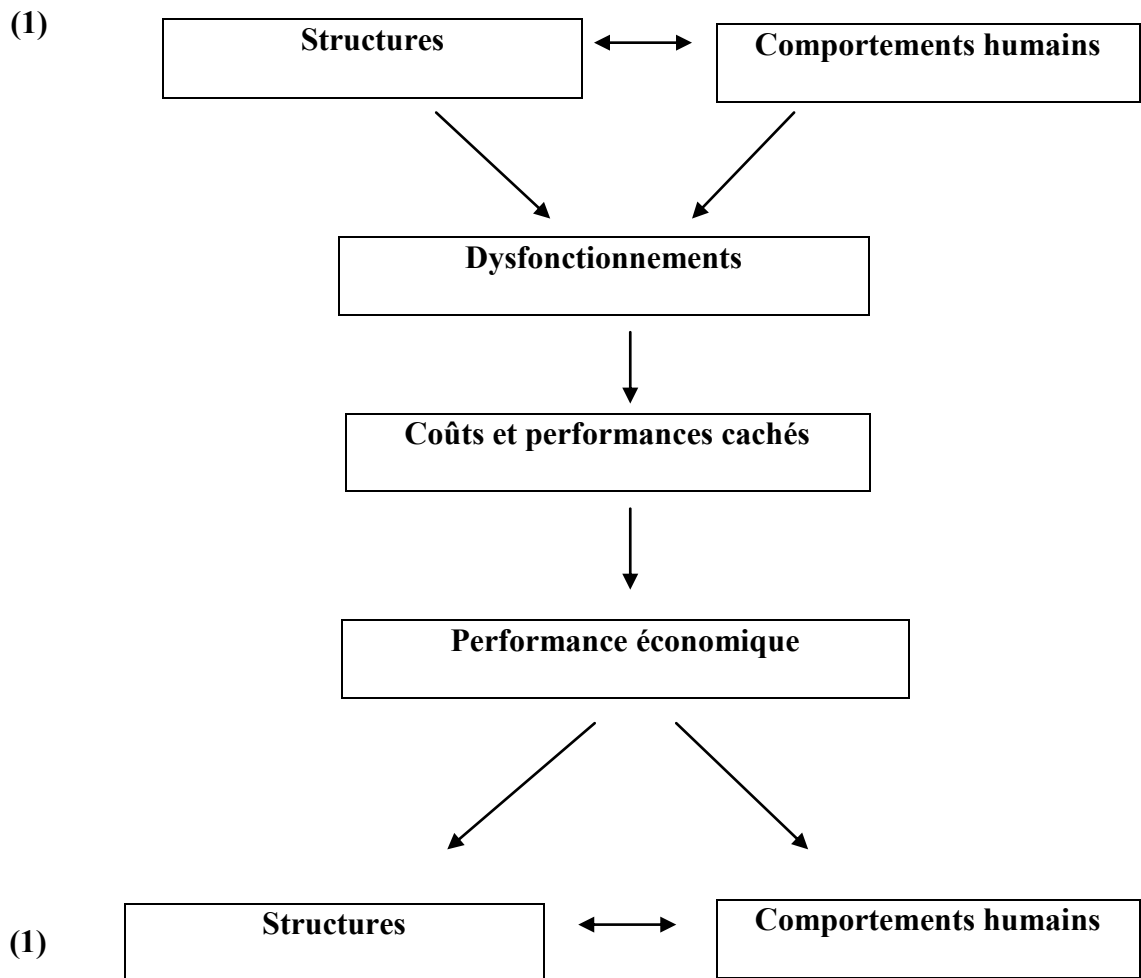 (1)
Structures
Comportements humains
Dysfonctionnements
Coûts et performances cachés
Performance économique
Structures
Comportements humains
(1)